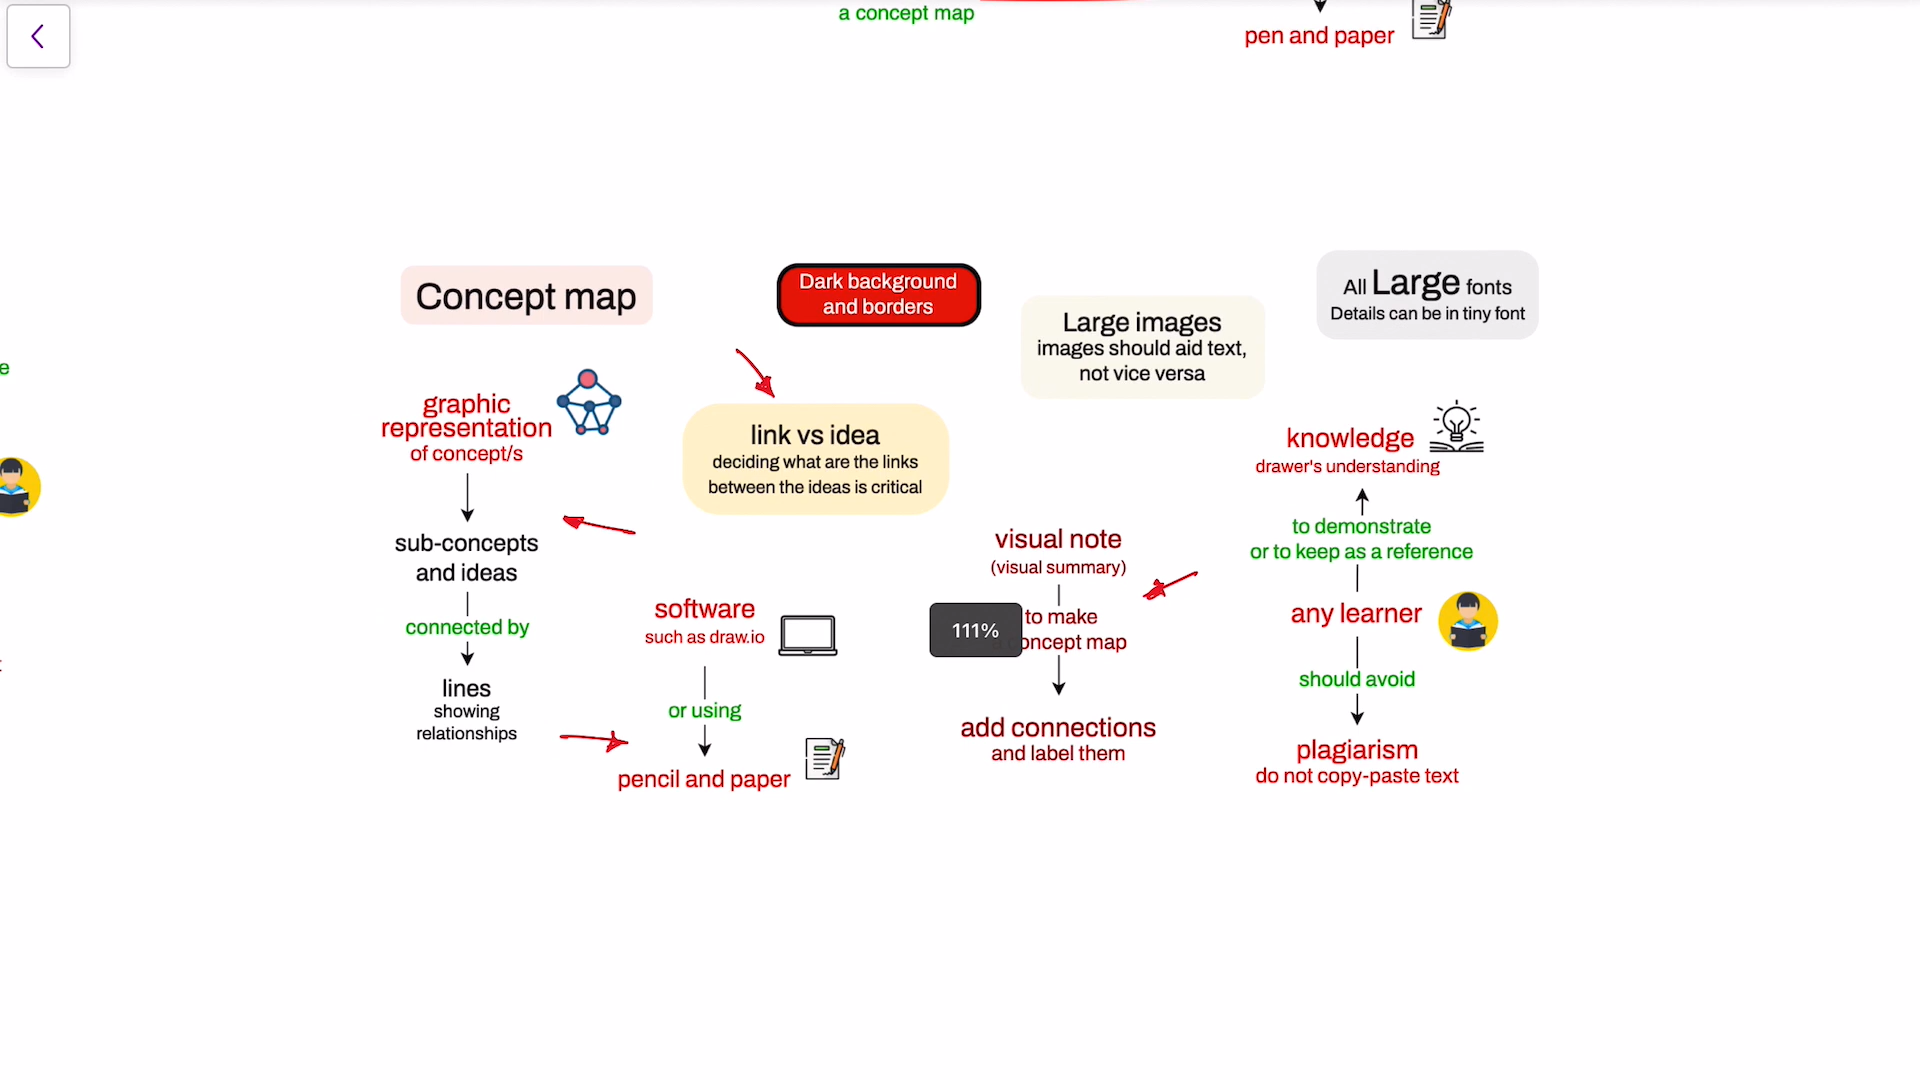 a concept map
pen and paper
Concept map
Dark background
and borders
Large images
images should aid text,
not vice versa
All Large fonts
Details can be in tiny font
e
graphic
representation
of concept/s
link vs idea
deciding what are the links
between the ideas is critical
knowledge
drawer's understanding
sub-concepts
and ideas
visual note
(visual summary)
to demonstrate
or to keep as a reference
connected by
software
such as draw.io
111%
to make
oncept map
any learner
lines
showing
relationships
or using
should avoid
pencil and paper
add connections
and label them
plagiarism
do not copy-paste text